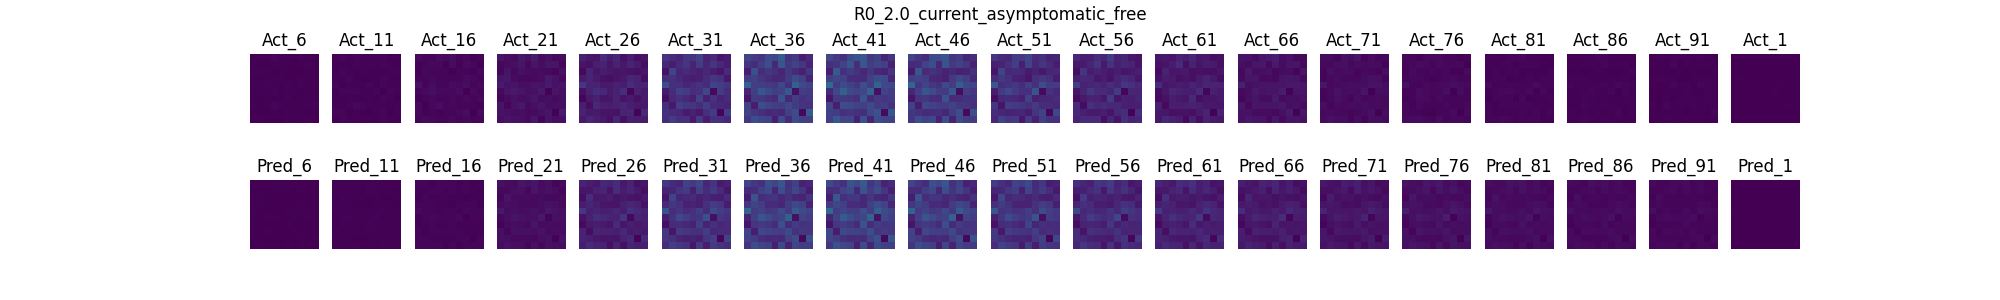 R0_2.0_current_asymptomatic_free
Act_6 Act_11 Act_16 Act_21 Act_26 Act_31 Act_36 Act_41 Act_46 Act_51 Act_56 Act_61 Act_66 Act_71 Act_76 Act_81 Act_86 Act_91 Act_1
Pred_6 Pred_11 Pred_16 Pred_21 Pred_26 Pred_31 Pred_36 Pred_41 Pred_46 Pred_51 Pred_56 Pred_61 Pred_66 Pred_71 Pred_76 Pred_81 Pred_86 Pred_91 Pred_1